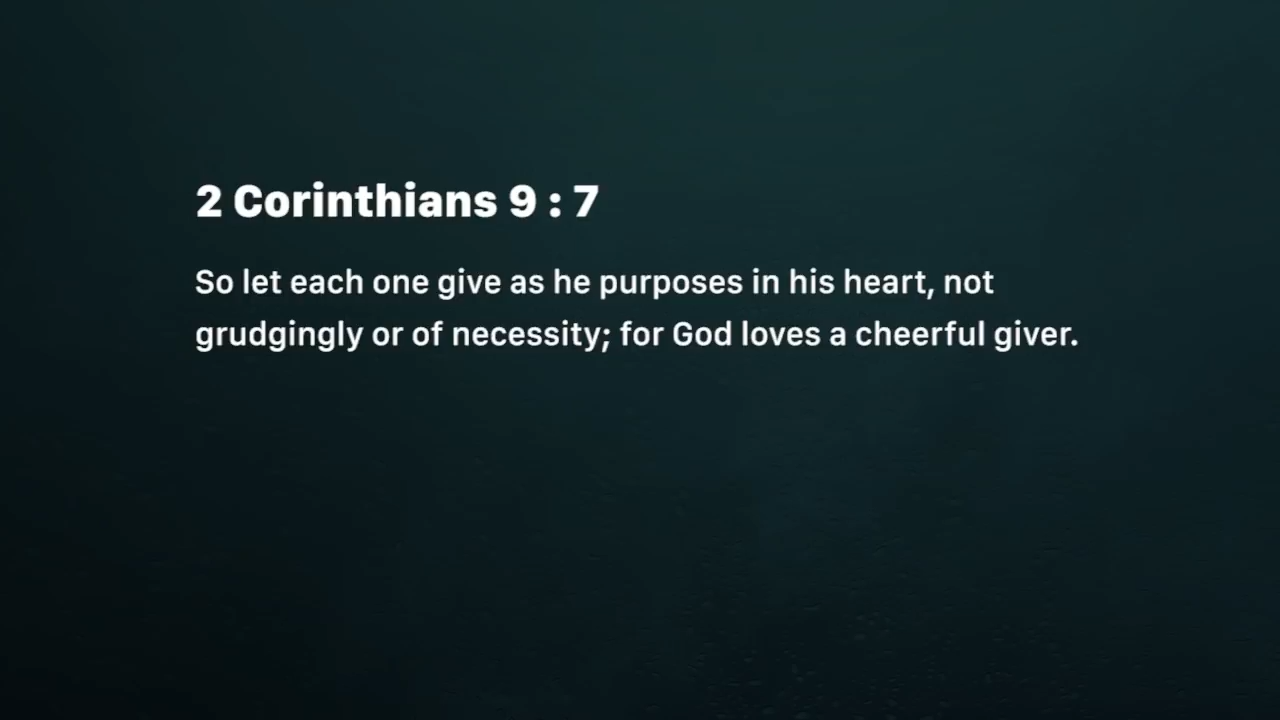 2 Corinthians 9 : 7
So let each one give as he purposes in his heart, not
grudgingly or of necessity; for God loves a cheerful giver.